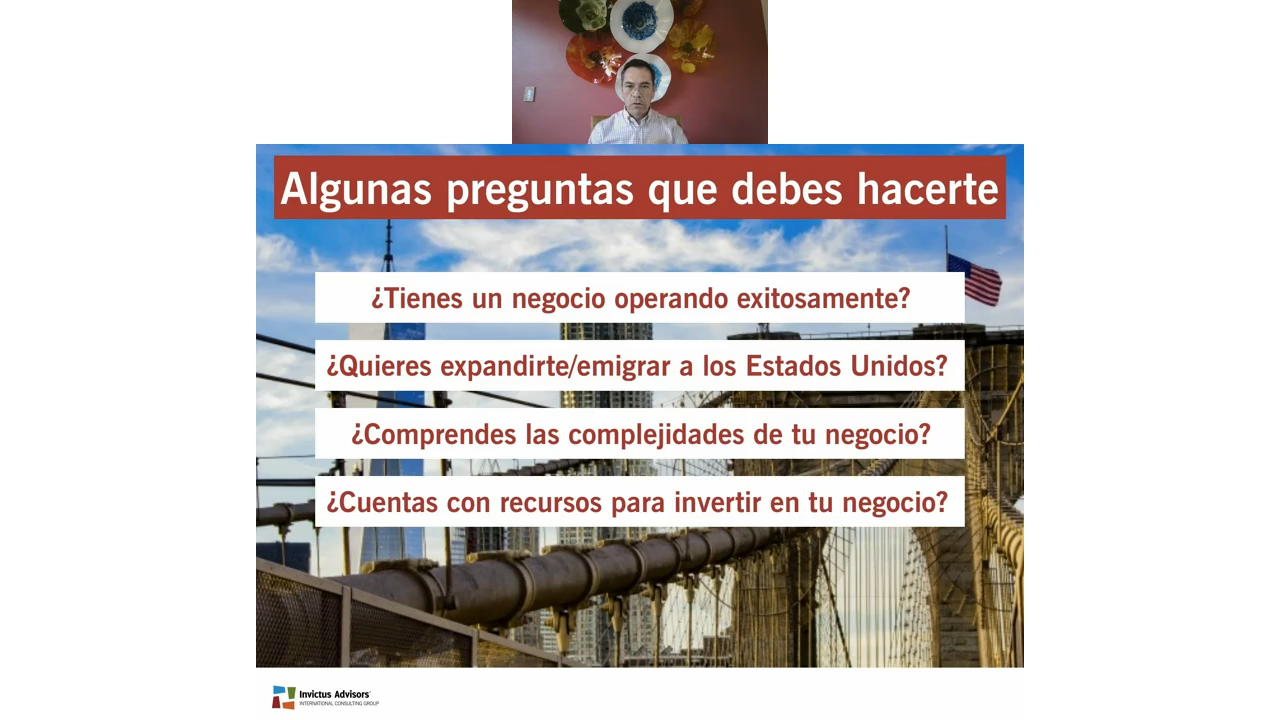 Algunas preguntas que debes hacerte
¿Tienes un negocio operando exitosamente?
¿Quieres expandirte/emigrar a los Estados Unidos?
¿Comprendes las complejidades de tu negocio?
¿Cuentas con recursos para invertir en tu negocio?
Invictus Advisors
INTERNATIONAL CONSULTING GROUP